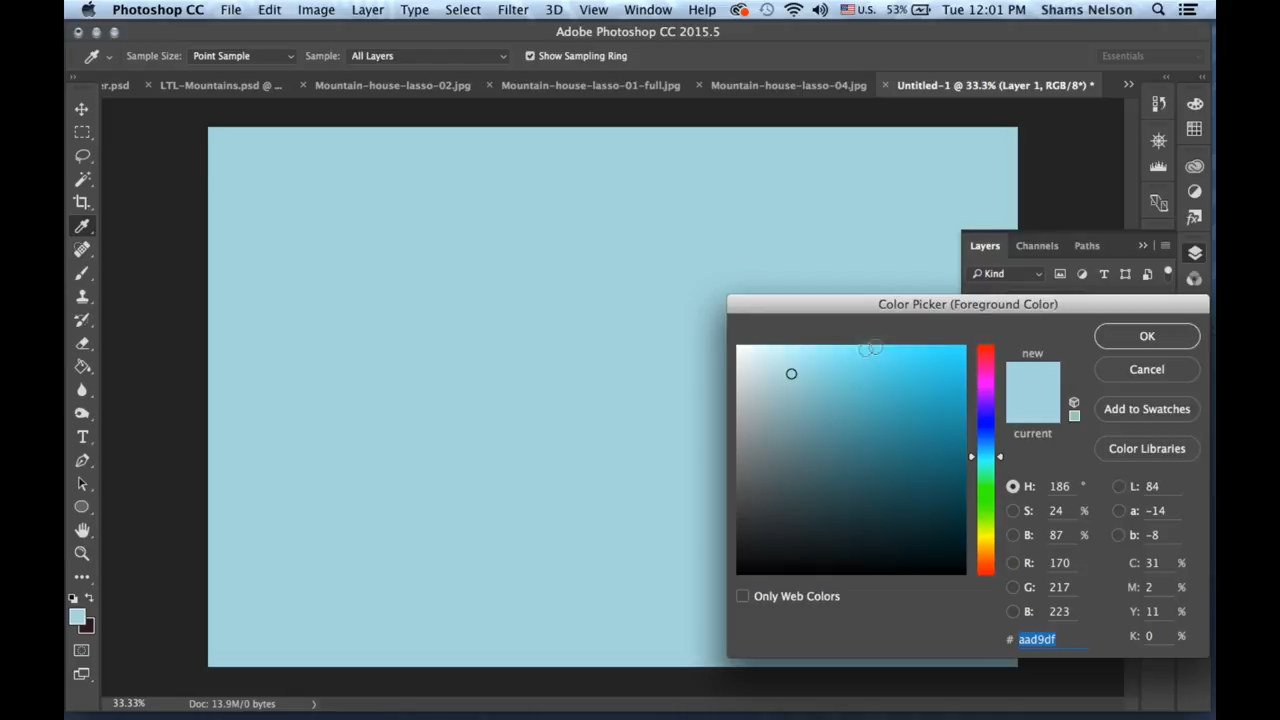 Photoshop CC File Edit Image Layer Type Select Filter 3D View Window Help U.S. 53% Tue 12:01 PM Shams Nelson
Adobe Photoshop CC 2015.5
Sample Size: Point Sample Sample: All Layers Show Sampling Ring Essentials
er.psd × LTL-Mountains.psd @ ... × Mountain-house-lasso-02.jpg × Mountain-house-lasso-01-full.jpg × Mountain-house-lasso-04.jpg × Untitled-1 @ 33.3% (Layer 1, RGB/8*) *
Layers Channels Paths
Kind
Color Picker (Foreground Color)
OK
new
Cancel
Add to Swatches
current
Color Libraries
H: 186 ° L: 84
S: 24 % a: -14
B: 87 % b: -8
R: 170 C: 31 %
G: 217 M: 2 %
Only Web Colors
B: 223 Y: 11 %
# aad9df K: 0 %
33.33% Doc: 13.9M/0 bytes